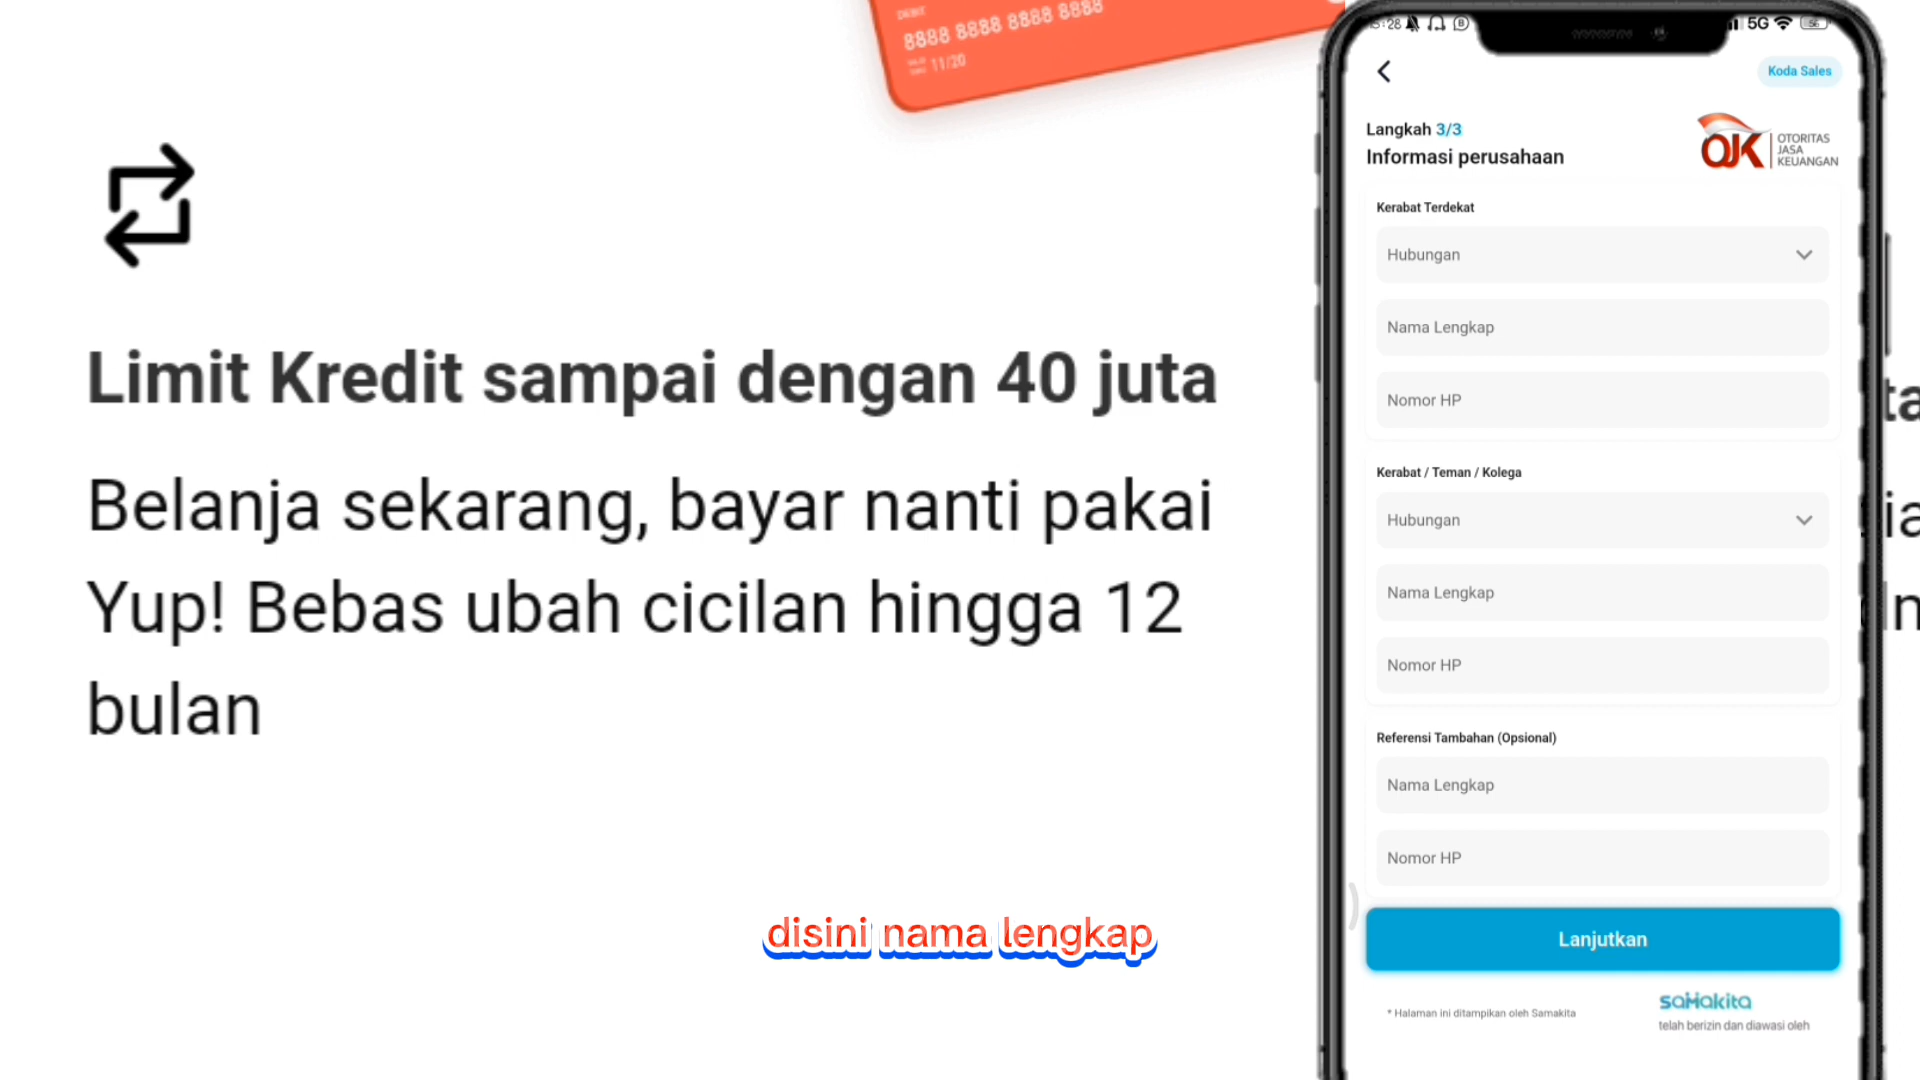 DEBIT
8888 8888 8888 8888
11/20
Limit Kredit sampai dengan 40 juta
Belanja sekarang, bayar nanti pakai
Yup! Bebas ubah cicilan hingga 12
bulan
disini nama lengkap
5G 56
Koda Sales
Langkah 3/3
Informasi perusahaan
OJK OTORITAS
JASA
KEUANGAN
Kerabat Terdekat
Hubungan
Nama Lengkap
Nomor HP
Kerabat / Teman / Kolega
Hubungan
Nama Lengkap
Nomor HP
Referensi Tambahan (Opsional)
Nama Lengkap
Nomor HP
Lanjutkan
samakita
* Halaman ini ditampikan oleh Samakita
telah berizin dan diawasi oleh